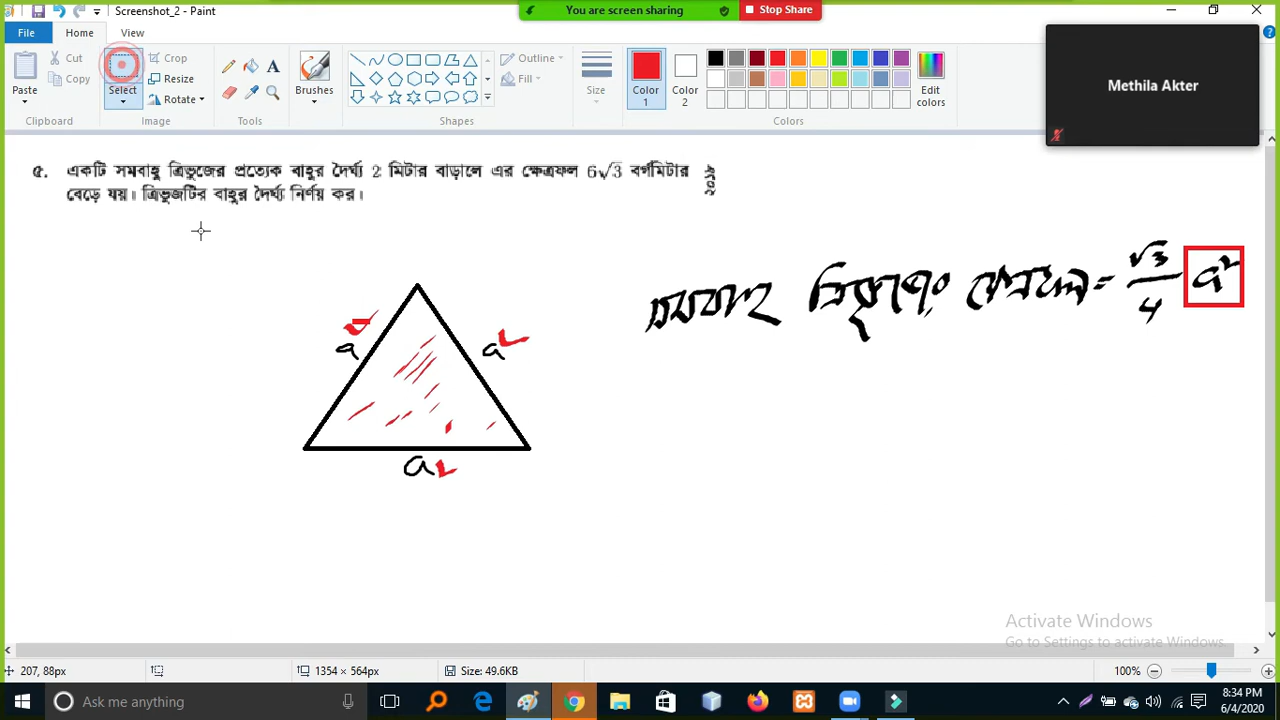 Screenshot_2 - Paint
You are screen sharing
Stop Share
File
Home
View
Methila Akter
Paste
Cut
Copy
Clipboard
Select
Crop
Resize
Rotate
Image
A
Tools
Brushes
Outline
Fill
Shapes
Size
Color 1
Color 2
Edit colors
Colors
৫. একটি সমবাহু ত্রিভুজের প্রত্যেক বাহুর দৈর্ঘ্য 2 মিটার বাড়ালে এর ক্ষেত্রফল 6√3 বর্গমিটার
বেড়ে যয়। ত্রিভুজটির বাহুর দৈর্ঘ্য নির্ণয় কর।
২০১৮
সমবাহু ত্রিভুজের ক্ষেত্রফল = √3/4 a²
a
a
a
Activate Windows
Go to Settings to activate Windows.
207, 88px
1354 × 564px
Size: 49.6KB
100%
Ask me anything
8:34 PM
6/4/2020